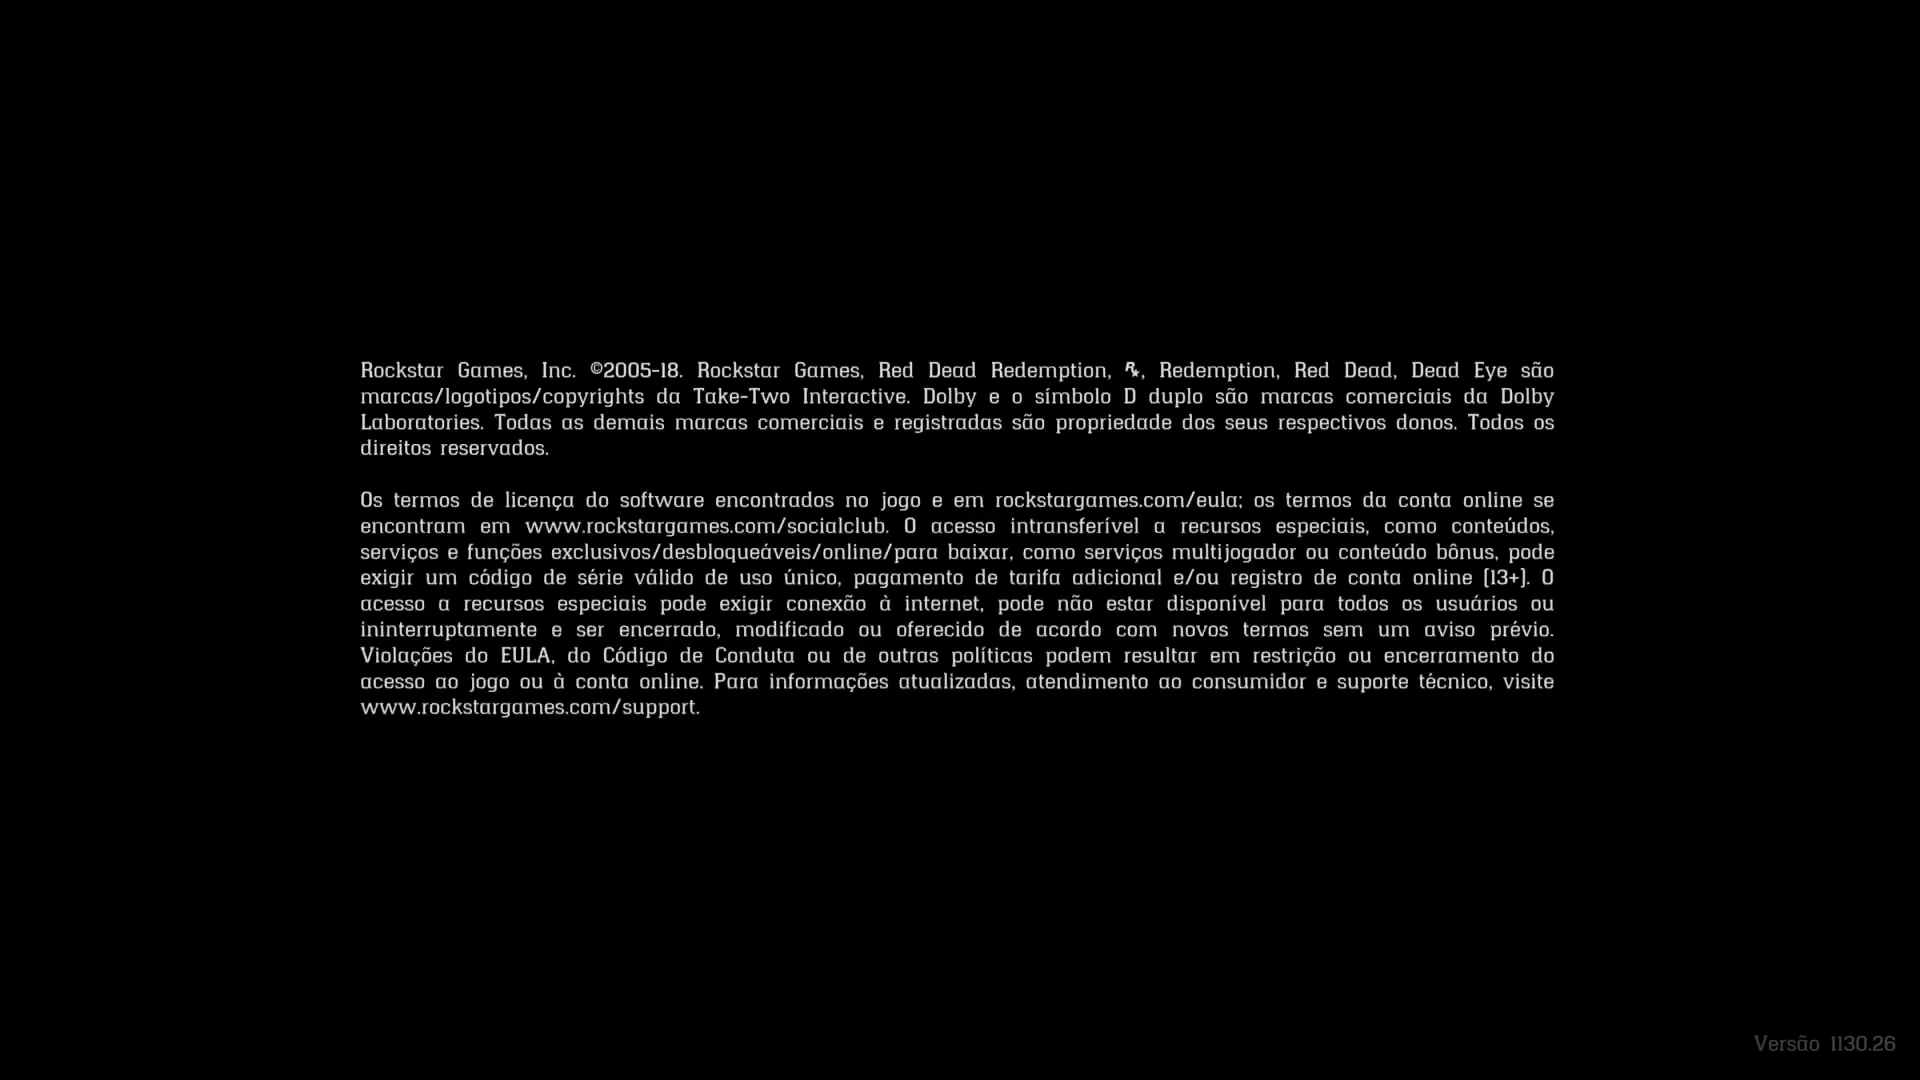 Rockstar Games, Inc. ©2005-18. Rockstar Games, Red Dead Redemption, R★, Redemption, Red Dead, Dead Eye são
marcas/logotipos/copyrights da Take-Two Interactive. Dolby e o símbolo D duplo são marcas comerciais da Dolby
Laboratories. Todas as demais marcas comerciais e registradas são propriedade dos seus respectivos donos. Todos os
direitos reservados.
Os termos de licença do software encontrados no jogo e em rockstargames.com/eula; os termos da conta online se
encontram em www.rockstargames.com/socialclub. O acesso intransferível a recursos especiais, como conteúdos,
serviços e funções exclusivos/desbloqueáveis/online/para baixar, como serviços multijogador ou conteúdo bônus, pode
exigir um código de série válido de uso único, pagamento de tarifa adicional e/ou registro de conta online (13+). O
acesso a recursos especiais pode exigir conexão à internet, pode não estar disponível para todos os usuários ou
ininterruptamente e ser encerrado, modificado ou oferecido de acordo com novos termos sem um aviso prévio.
Violações do EULA, do Código de Conduta ou de outras políticas podem resultar em restrição ou encerramento do
acesso ao jogo ou à conta online. Para informações atualizadas, atendimento ao consumidor e suporte técnico, visite
www.rockstargames.com/support.
Versão 1130.26